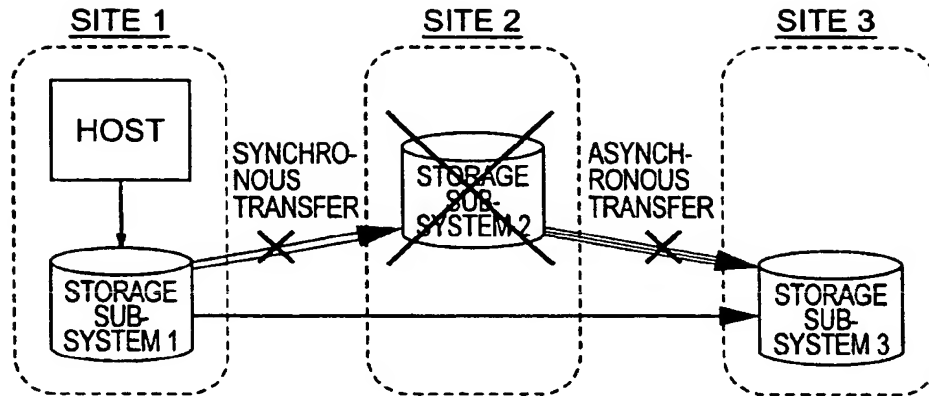 SITE 1
SITE 2
SITE 3
HOST
SYNCHRO-
NOUS
TRANSFER
STORAGE
SUB-
SYSTEM 2
ASYNCH-
RONOUS
TRANSFER
STORAGE
SUB-
SYSTEM 1
STORAGE
SUB-
SYSTEM 3